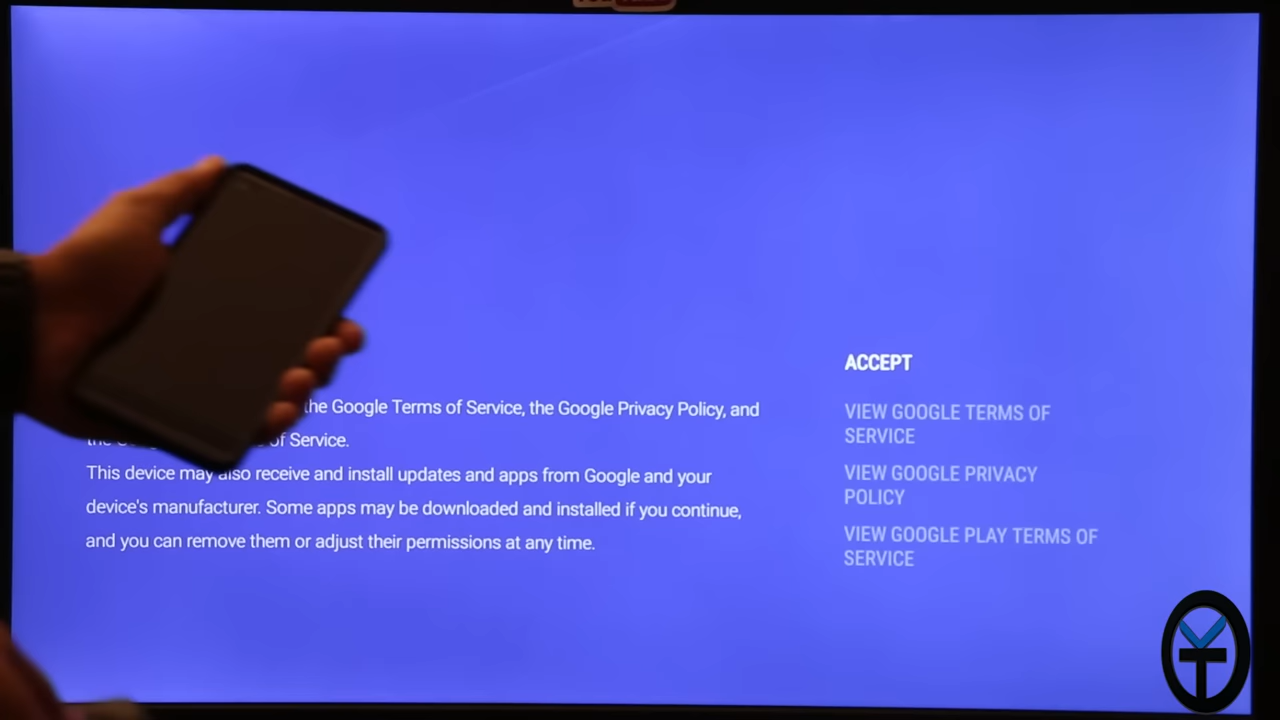 the Google Terms of Service, the Google Privacy Policy, and
of Service.
This device may also receive and install updates and apps from Google and your
device's manufacturer. Some apps may be downloaded and installed if you continue,
and you can remove them or adjust their permissions at any time.
ACCEPT
VIEW GOOGLE TERMS OF
SERVICE
VIEW GOOGLE PRIVACY
POLICY
VIEW GOOGLE PLAY TERMS OF
SERVICE